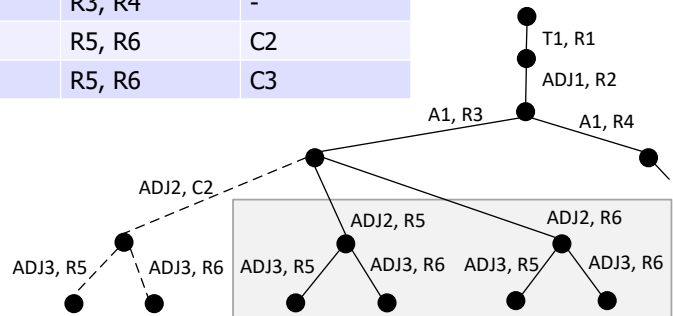 R3, R4 -
R5, R6 C2
R5, R6 C3
T1, R1
ADJ1, R2
A1, R3
A1, R4
ADJ2, C2
ADJ2, R5
ADJ2, R6
ADJ3, R5
ADJ3, R6
ADJ3, R5
ADJ3, R6
ADJ3, R5
ADJ3, R6